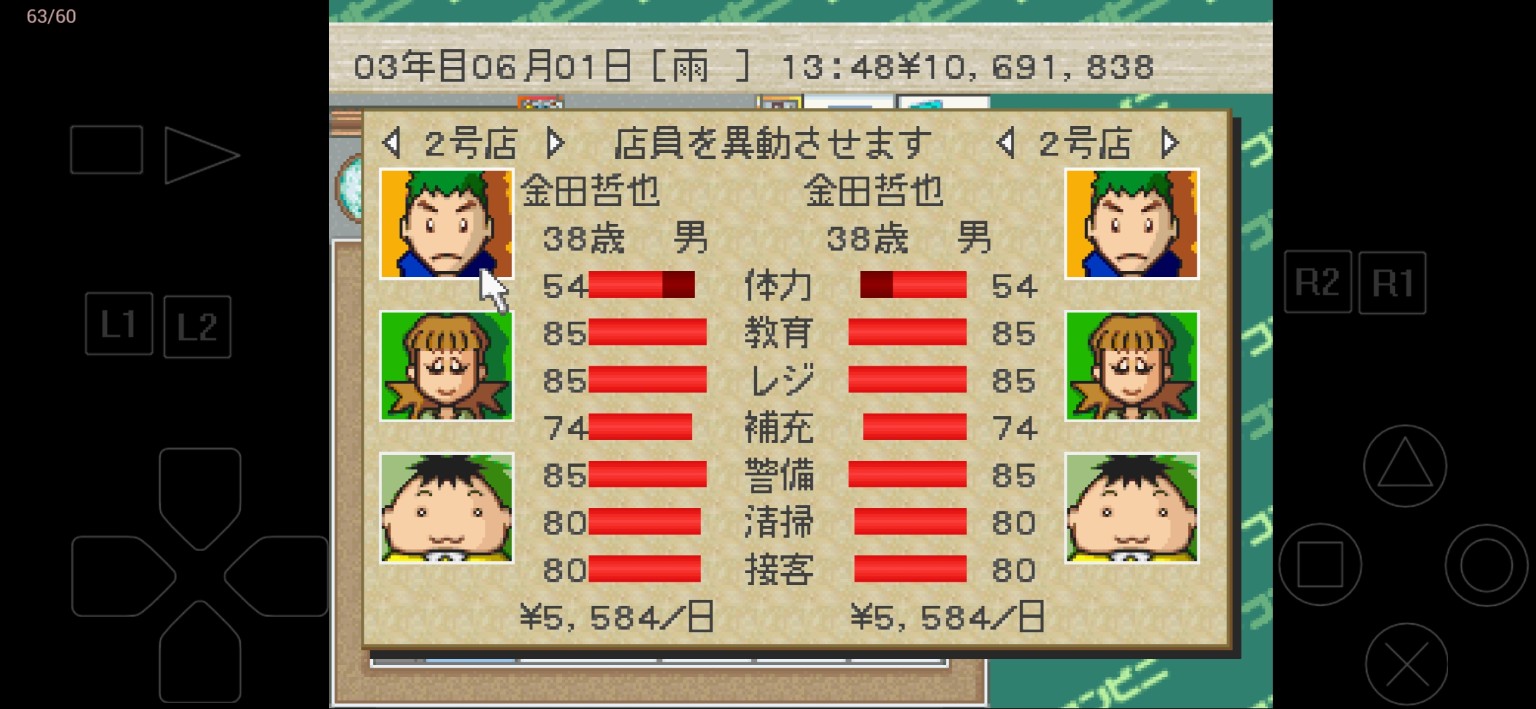 63/60
03年目06月01日［雨　］ 13:48¥10,691,838
2号店 店員を異動させます 2号店
金田哲也 金田哲也
38歳 男 38歳 男
54 体力 54
85 教育 85
85 レジ 85
74 補充 74
85 警備 85
80 清掃 80
80 接客 80
¥5,584/日 ¥5,584/日
L1 L2 R2 R1